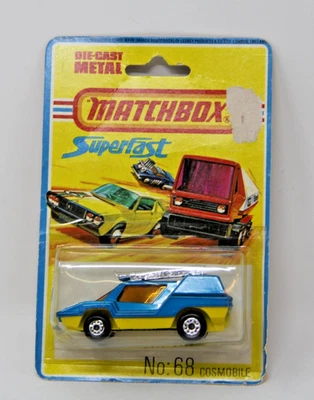 DIE-CAST
METAL
MATCHBOX
Superfast
No: 68 COSMOBILE